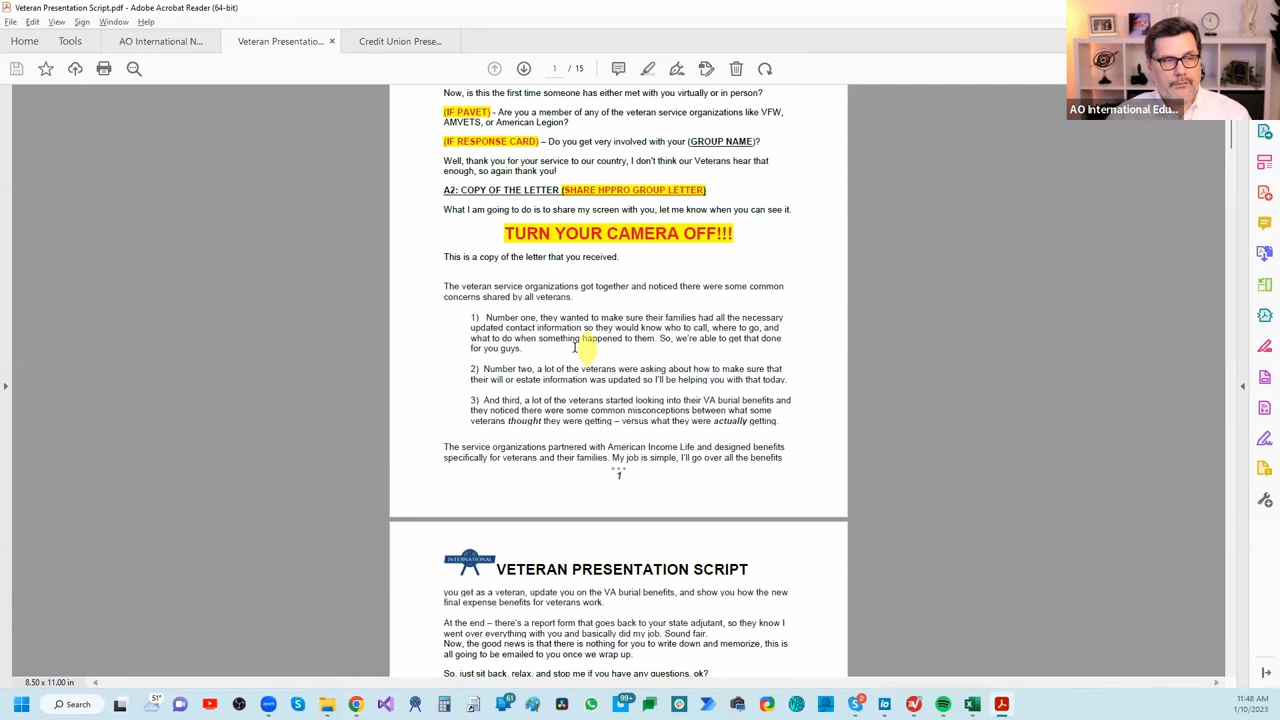 Veteran Presentation Script.pdf - Adobe Acrobat Reader (64-bit)
File Edit View Sign Window Help
Home Tools AO International N... Veteran Presentatio... × Credit Union Prese...
1 / 15
AO International Edu...
Now, is this the first time someone has either met with you virtually or in person?
(IF PAVET) - Are you a member of any of the veteran service organizations like VFW,
AMVETS, or American Legion?
(IF RESPONSE CARD) – Do you get very involved with your (GROUP NAME)?
Well, thank you for your service to our country, I don't think our Veterans hear that
enough, so again thank you!
A2: COPY OF THE LETTER (SHARE HPPRO GROUP LETTER)
What I am going to do is to share my screen with you, let me know when you can see it.
TURN YOUR CAMERA OFF!!!
This is a copy of the letter that you received.
The veteran service organizations got together and noticed there were some common
concerns shared by all veterans.
1) Number one, they wanted to make sure their families had all the necessary
updated contact information so they would know who to call, where to go, and
what to do when something happened to them. So, we're able to get that done
for you guys.
2) Number two, a lot of the veterans were asking about how to make sure that
their will or estate information was updated so I'll be helping you with that today.
3) And third, a lot of the veterans started looking into their VA burial benefits and
they noticed there were some common misconceptions between what some
veterans thought they were getting – versus what they were actually getting.
The service organizations partnered with American Income Life and designed benefits
specifically for veterans and their families. My job is simple, I'll go over all the benefits
1
INTERNATIONAL
VETERAN PRESENTATION SCRIPT
you get as a veteran, update you on the VA burial benefits, and show you how the new
final expense benefits for veterans work.
At the end – there's a report form that goes back to your state adjutant, so they know I
went over everything with you and basically did my job. Sound fair.
Now, the good news is that there is nothing for you to write down and memorize, this is
all going to be emailed to you once we wrap up.
So, just sit back, relax, and stop me if you have any questions, ok?
8.50 x 11.00 in
Search
51°
61
99+
11:48 AM
1/10/2023